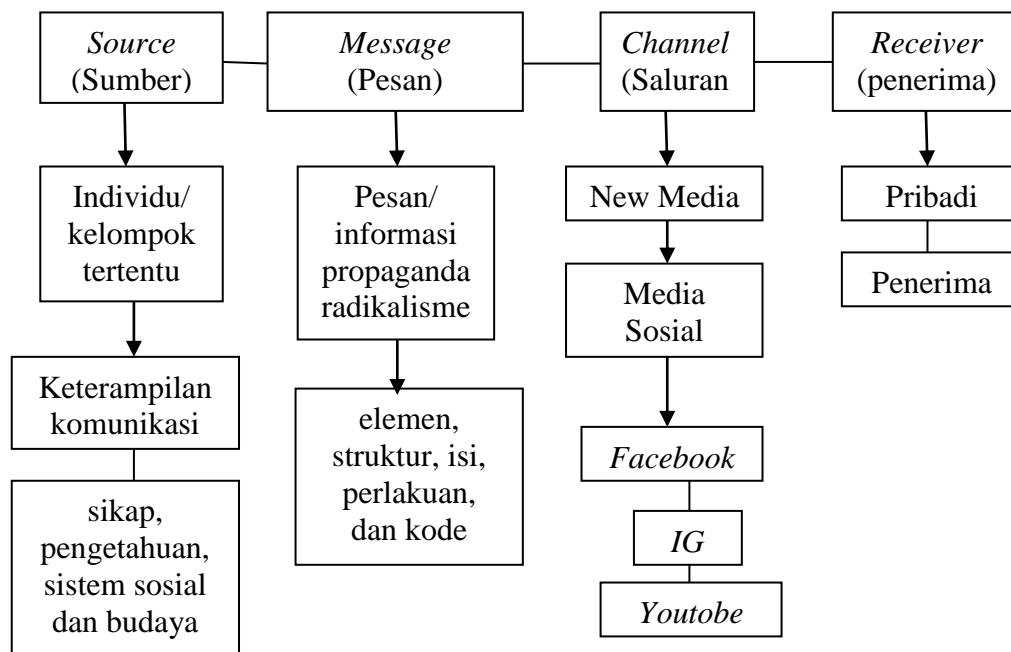 Source
(Sumber)
Message
(Pesan)
Channel
(Saluran
Receiver
(penerima)
Individu/
kelompok
tertentu
Pesan/
informasi
propaganda
radikalisme
New Media
Pribadi
Media
Sosial
Penerima
Keterampilan
komunikasi
elemen,
struktur, isi,
perlakuan,
dan kode
Facebook
sikap,
pengetahuan,
sistem sosial
dan budaya
IG
Youtobe